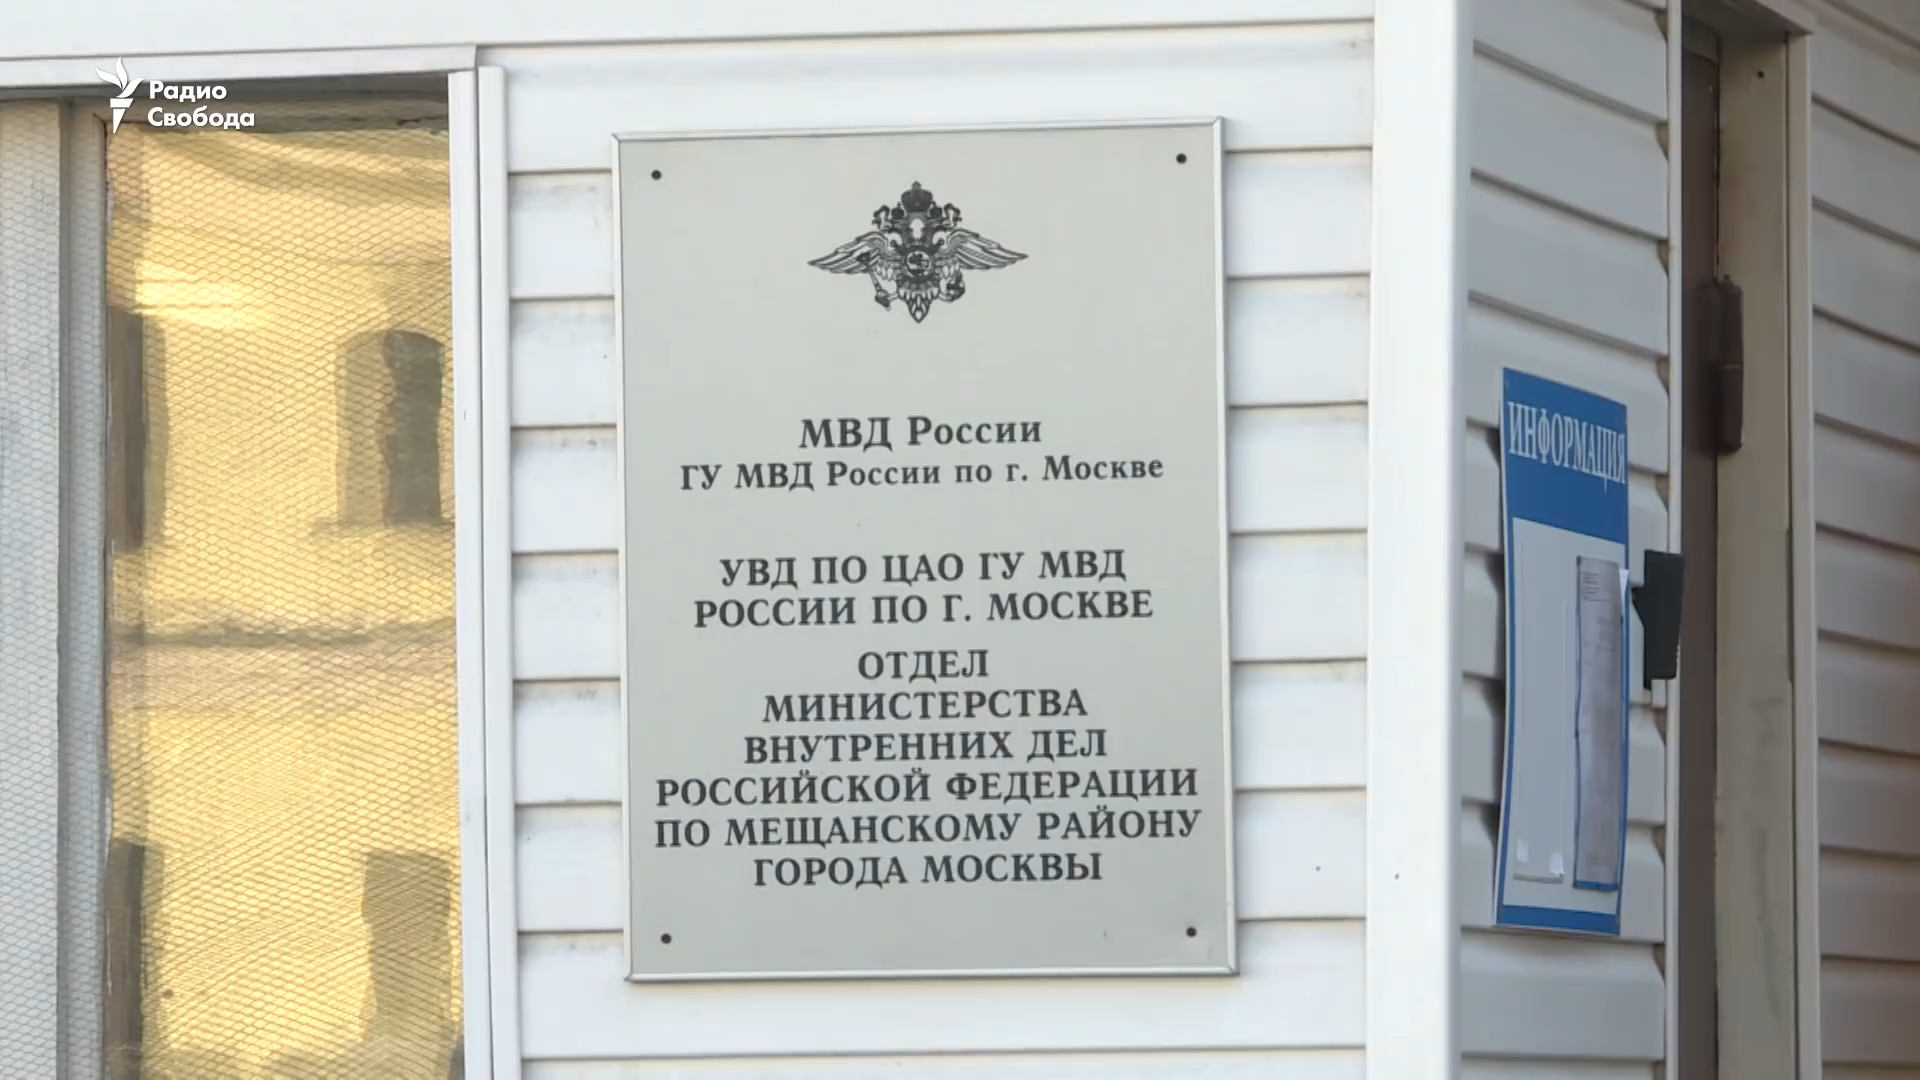 Радио
Свобода
МВД России
ГУ МВД России по г. Москве
УВД ПО ЦАО ГУ МВД
РОССИИ ПО Г. МОСКВЕ
ОТДЕЛ
МИНИСТЕРСТВА
ВНУТРЕННИХ ДЕЛ
РОССИЙСКОЙ ФЕДЕРАЦИИ
ПО МЕЩАНСКОМУ РАЙОНУ
ГОРОДА МОСКВЫ
ИНФОРМАЦИЯ